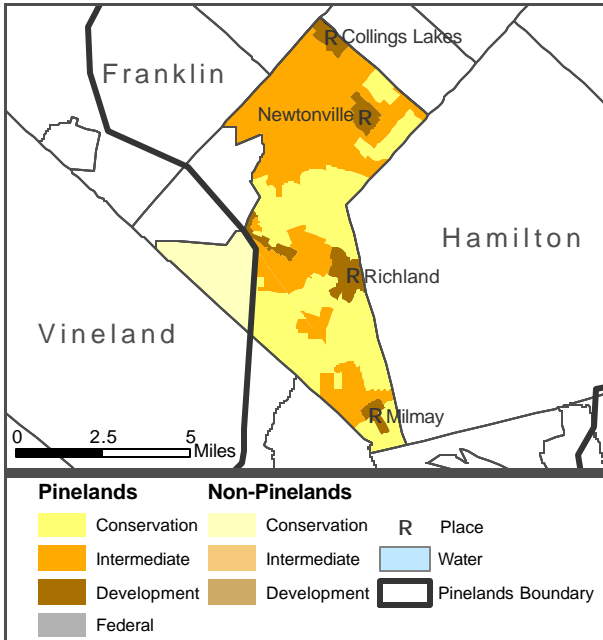 R Collings Lakes
Franklin
Newtonville R
Hamilton
R Richland
Vineland
R Milmay
0 2.5 5
Miles
Pinelands Non-Pinelands
Conservation Conservation R Place
Intermediate Intermediate Water
Development Development Pinelands Boundary
Federal